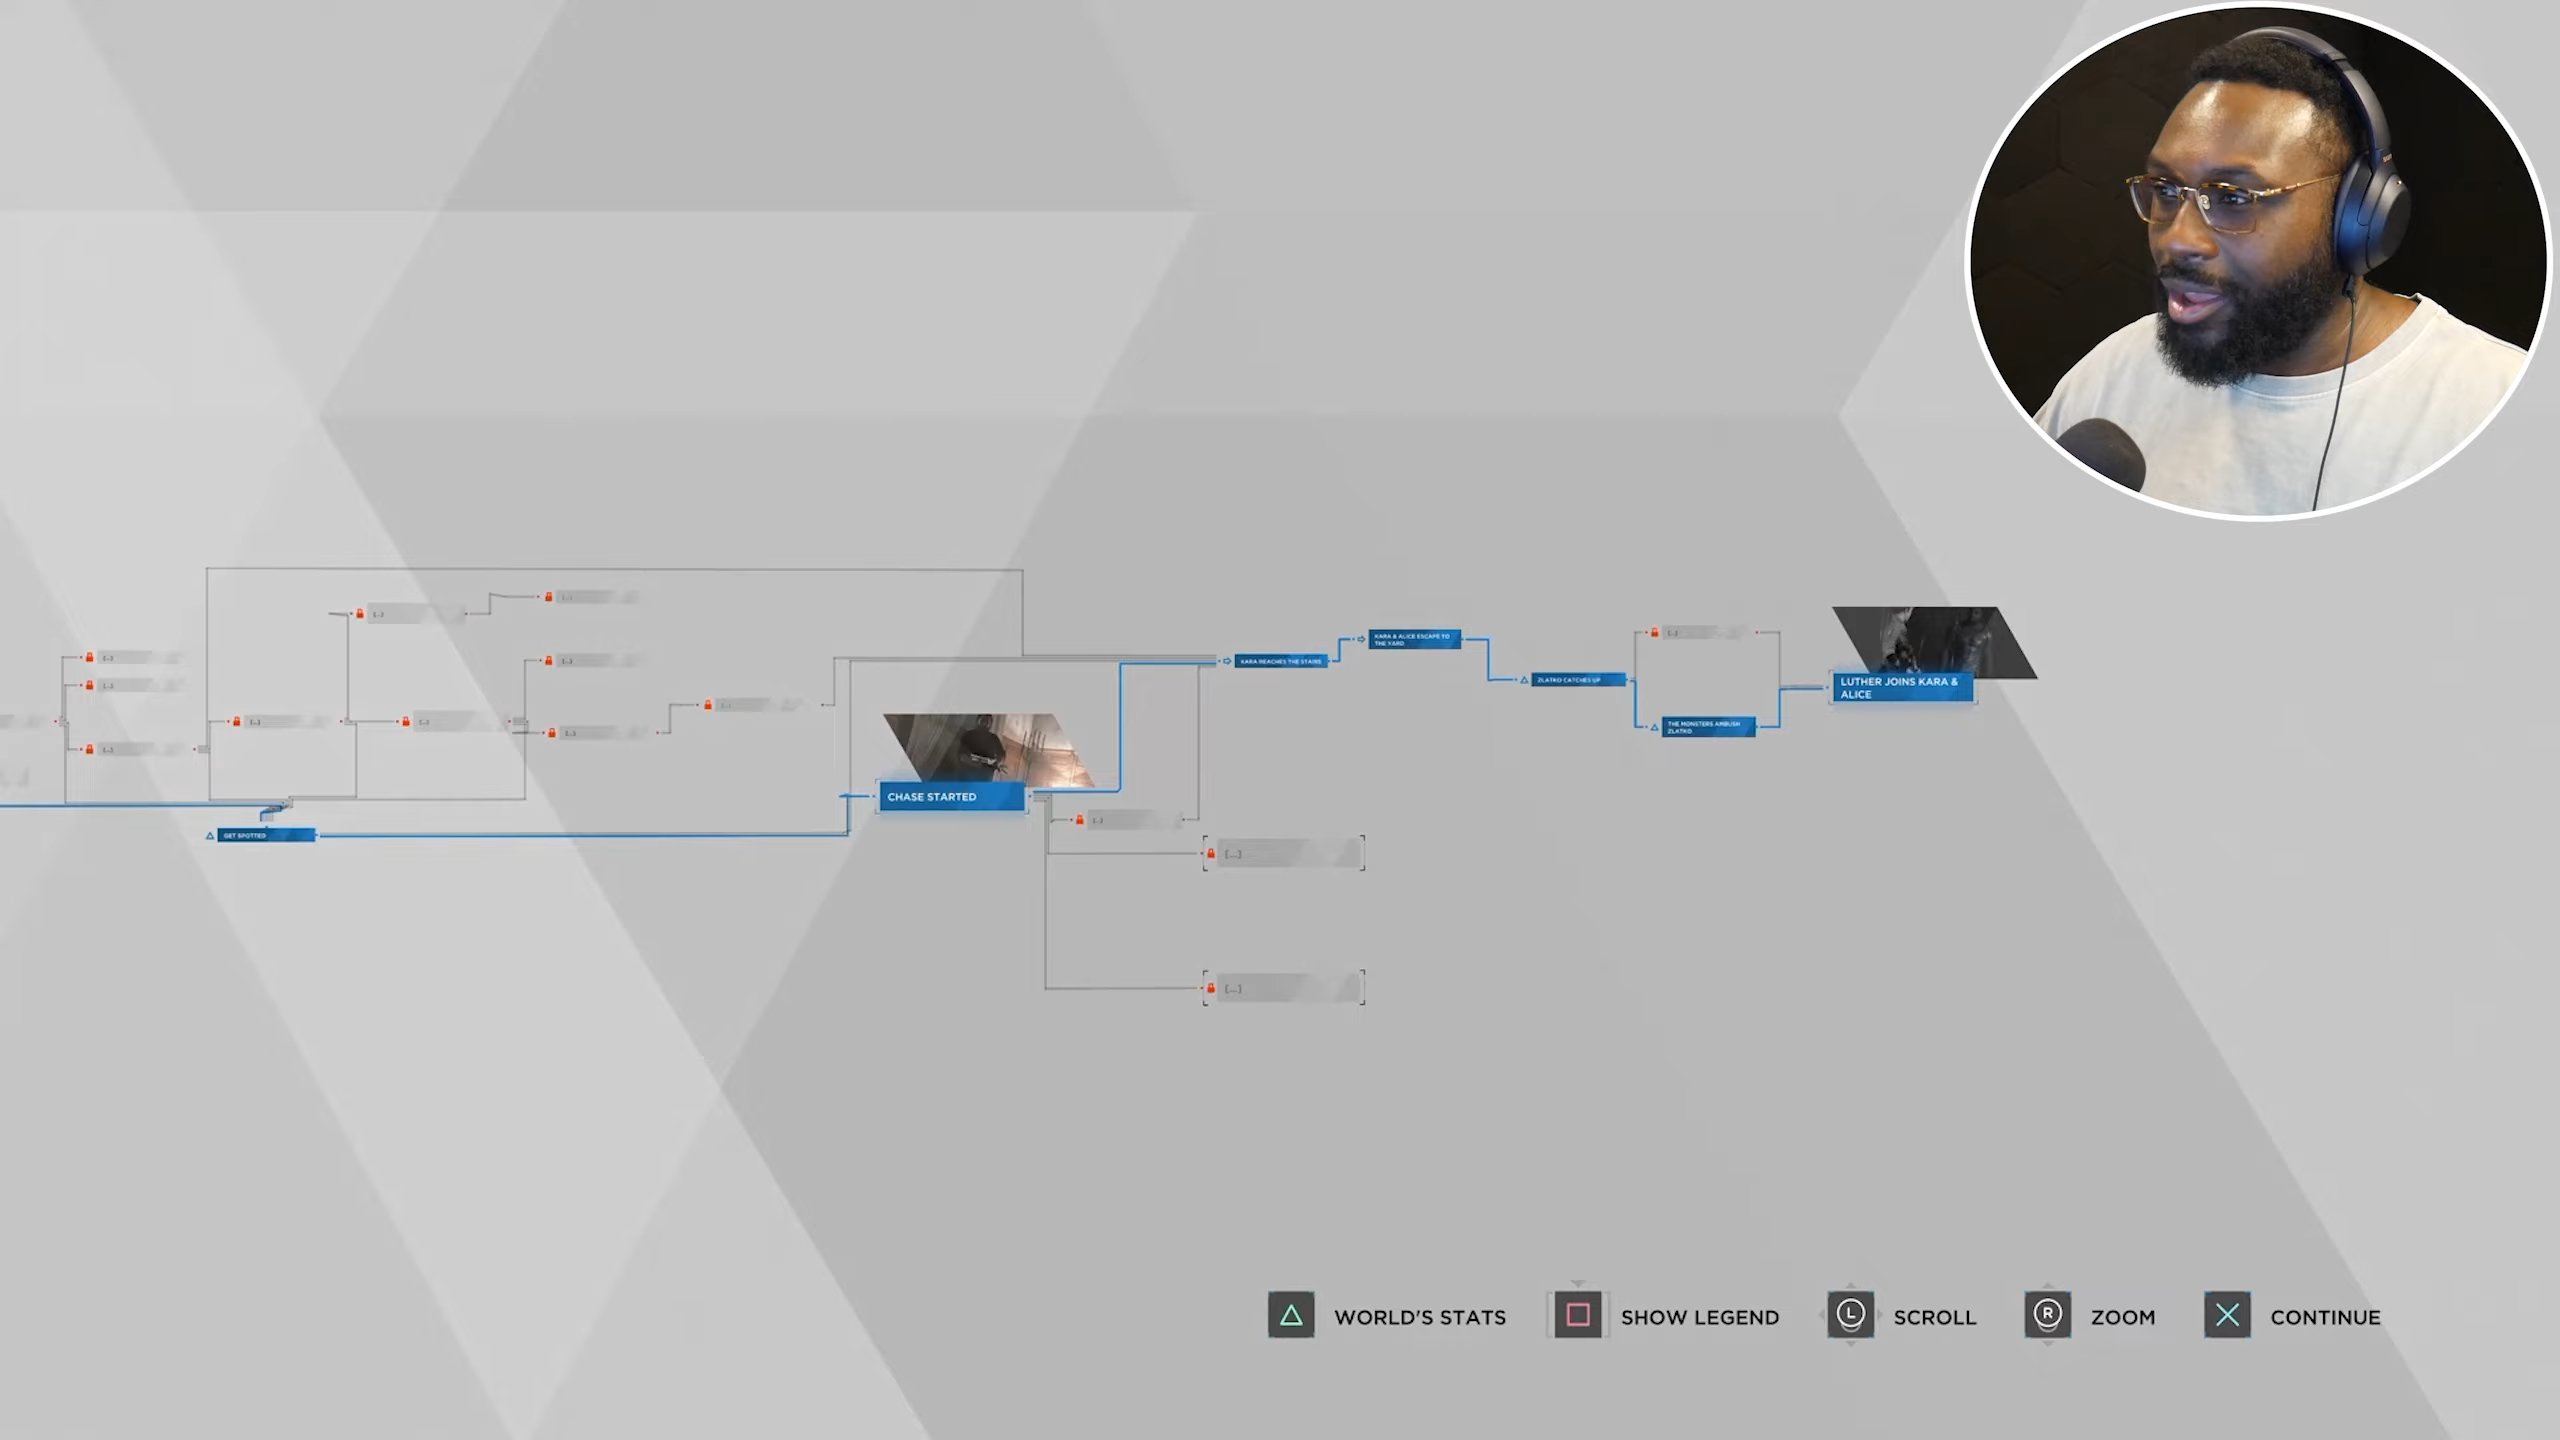 [...]
[...]
[...]
[...]
[...]
[...]
[...]
[...]
[...]
[...]
[...]
GET SPOTTED
CHASE STARTED
[...]
[...]
[...]
KARA REACHES THE STAIRS
KARA & ALICE ESCAPE TO
THE YARD
ZLATKO CATCHES UP
[...]
THE MONSTERS AMBUSH
ZLATKO
LUTHER JOINS KARA &
ALICE
WORLD'S STATS
SHOW LEGEND
L
SCROLL
R
ZOOM
CONTINUE